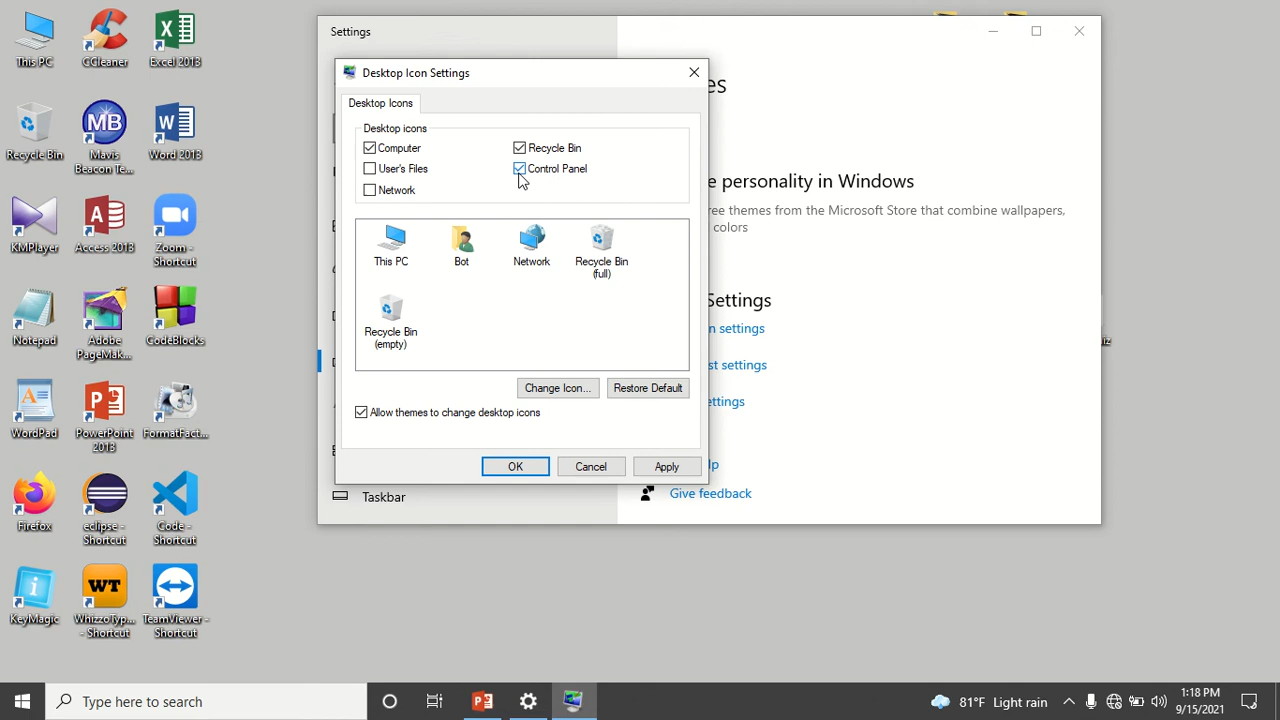 This PC
CCleaner
Excel 2013
Recycle Bin
Mavis
Beacon Te...
Word 2013
KMPlayer
Access 2013
Zoom -
Shortcut
Notepad
Adobe
PageMak...
CodeBlocks
WordPad
PowerPoint
2013
FormatFact...
Firefox
eclipse -
Shortcut
Code -
Shortcut
KeyMagic
WhizzoTyp...
- Shortcut
TeamViewer -
Shortcut
MB
WT
Settings
Desktop Icon Settings
Desktop Icons
Desktop icons
Computer
Recycle Bin
User's Files
Control Panel
Network
This PC
Bot
Network
Recycle Bin
(full)
Recycle Bin
(empty)
Change Icon...
Restore Default
Allow themes to change desktop icons
OK
Cancel
Apply
Taskbar
es
e personality in Windows
ree themes from the Microsoft Store that combine wallpapers,
colors
Settings
n settings
st settings
ettings
lp
Give feedback
iz
Type here to search
81°F Light rain
1:18 PM
9/15/2021